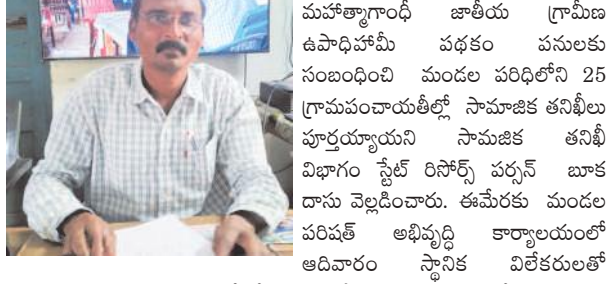 మహాత్మాగాంధీ జాతీయ గ్రామీణ
ఉపాధిహామీ పథకం పనులకు
సంబంధించి మండల పరిధిలోని 25
గ్రామపంచాయతీల్లో సామాజిక తనిఖీలు
పూర్తయ్యాయని సామజిక తనిఖీ
విభాగం స్టేట్ రిసోర్స్ పర్సన్ బూక
దాసు వెల్లడించారు. ఈమేరకు మండల
పరిషత్ అభివృద్ధి కార్యాలయంలో
ఆదివారం స్థానిక విలేకరులతో